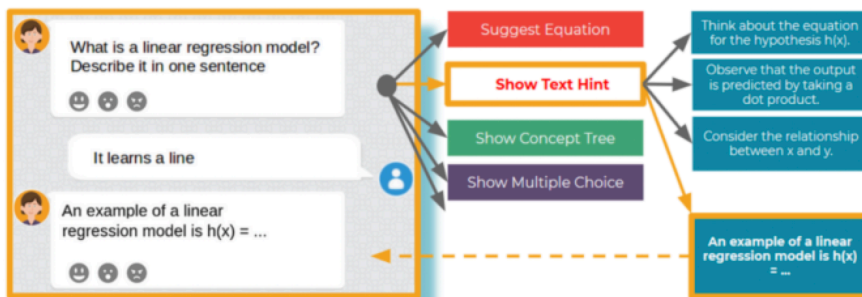 What is a linear regression model?
Describe it in one sentence
It learns a line
An example of a linear
regression model is h(x) = ...
Suggest Equation
Show Text Hint
Show Concept Tree
Show Multiple Choice
Think about the equation
for the hypothesis h(x).
Observe that the output
is predicted by taking a
dot product.
Consider the relationship
between x and y.
An example of a linear
regression model is h(x)
= ...